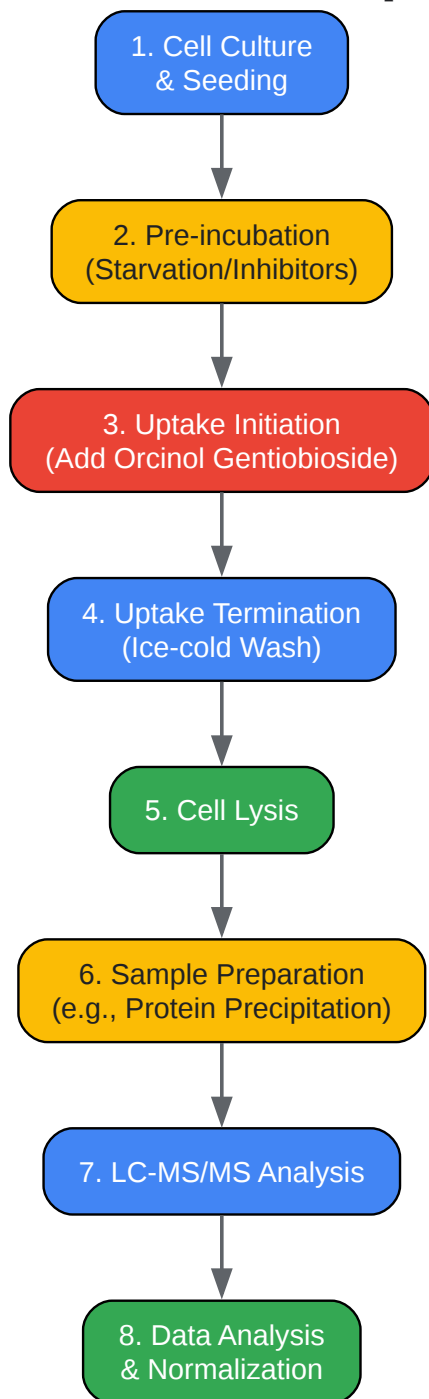 1. Cell Culture
& Seeding
2. Pre-incubation
(Starvation/Inhibitors)
3. Uptake Initiation
(Add Orcinol Gentiobioside)
4. Uptake Termination
(Ice-cold Wash)
5. Cell Lysis
6. Sample Preparation
(e.g., Protein Precipitation)
7. LC-MS/MS Analysis
8. Data Analysis
& Normalization